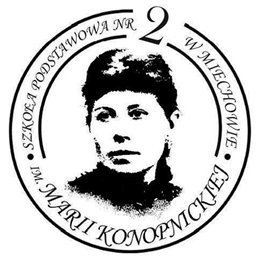 SZKOŁA PODSTAWOWA NR 2 W MIECHOWIE
IM. MARII KONOPNICKIEJ